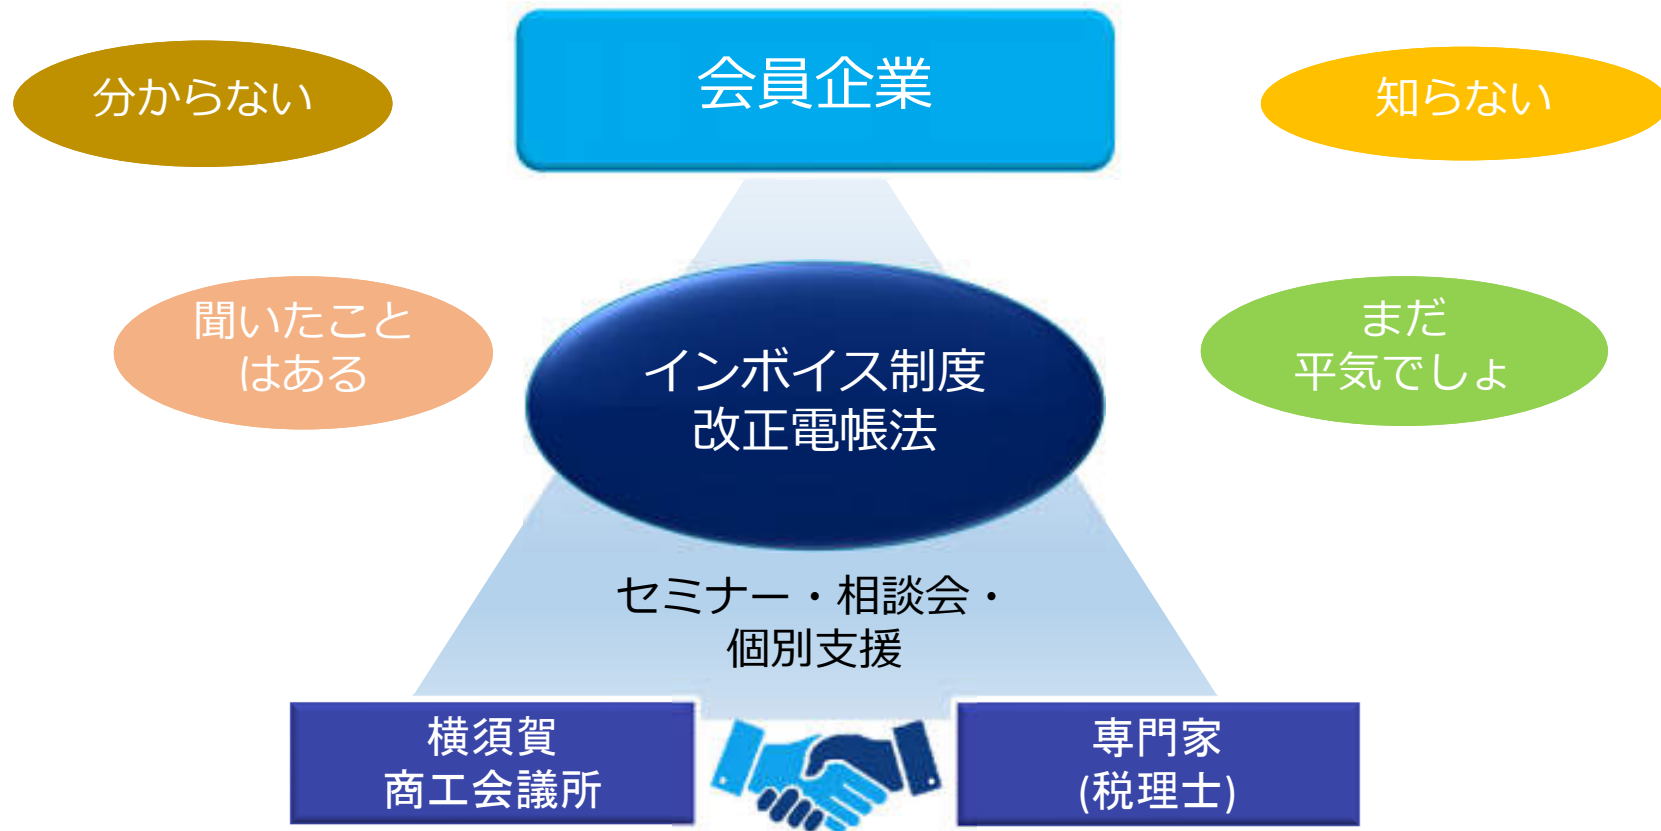 会員企業
分からない
知らない
聞いたこと
はある
まだ
平気でしょ
インボイス制度
改正電帳法
セミナー・相談会・
個別支援
横須賀
商工会議所
専門家
(税理士)